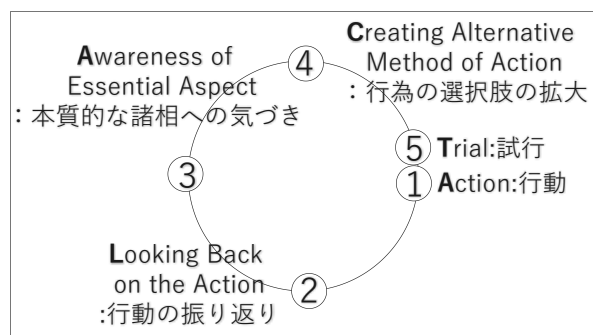 Awareness of
Essential Aspect
：本質的な諸相への気づき
④
Creating Alternative
Method of Action
：行為の選択肢の拡大
⑤ Trial:試行
① Action:行動
③
Looking Back
on the Action
:行動の振り返り
②